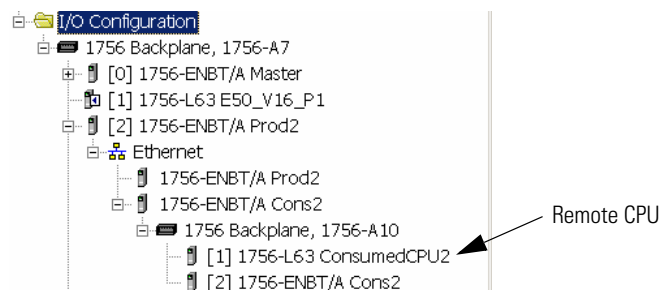 I/O Configuration
1756 Backplane, 1756-A7
[0] 1756-ENBT/A Master
[1] 1756-L63 E50_V16_P1
[2] 1756-ENBT/A Prod2
Ethernet
1756-ENBT/A Prod2
1756-ENBT/A Cons2
1756 Backplane, 1756-A10
Remote CPU
[1] 1756-L63 ConsumedCPU2
[2] 1756-ENBT/A Cons2